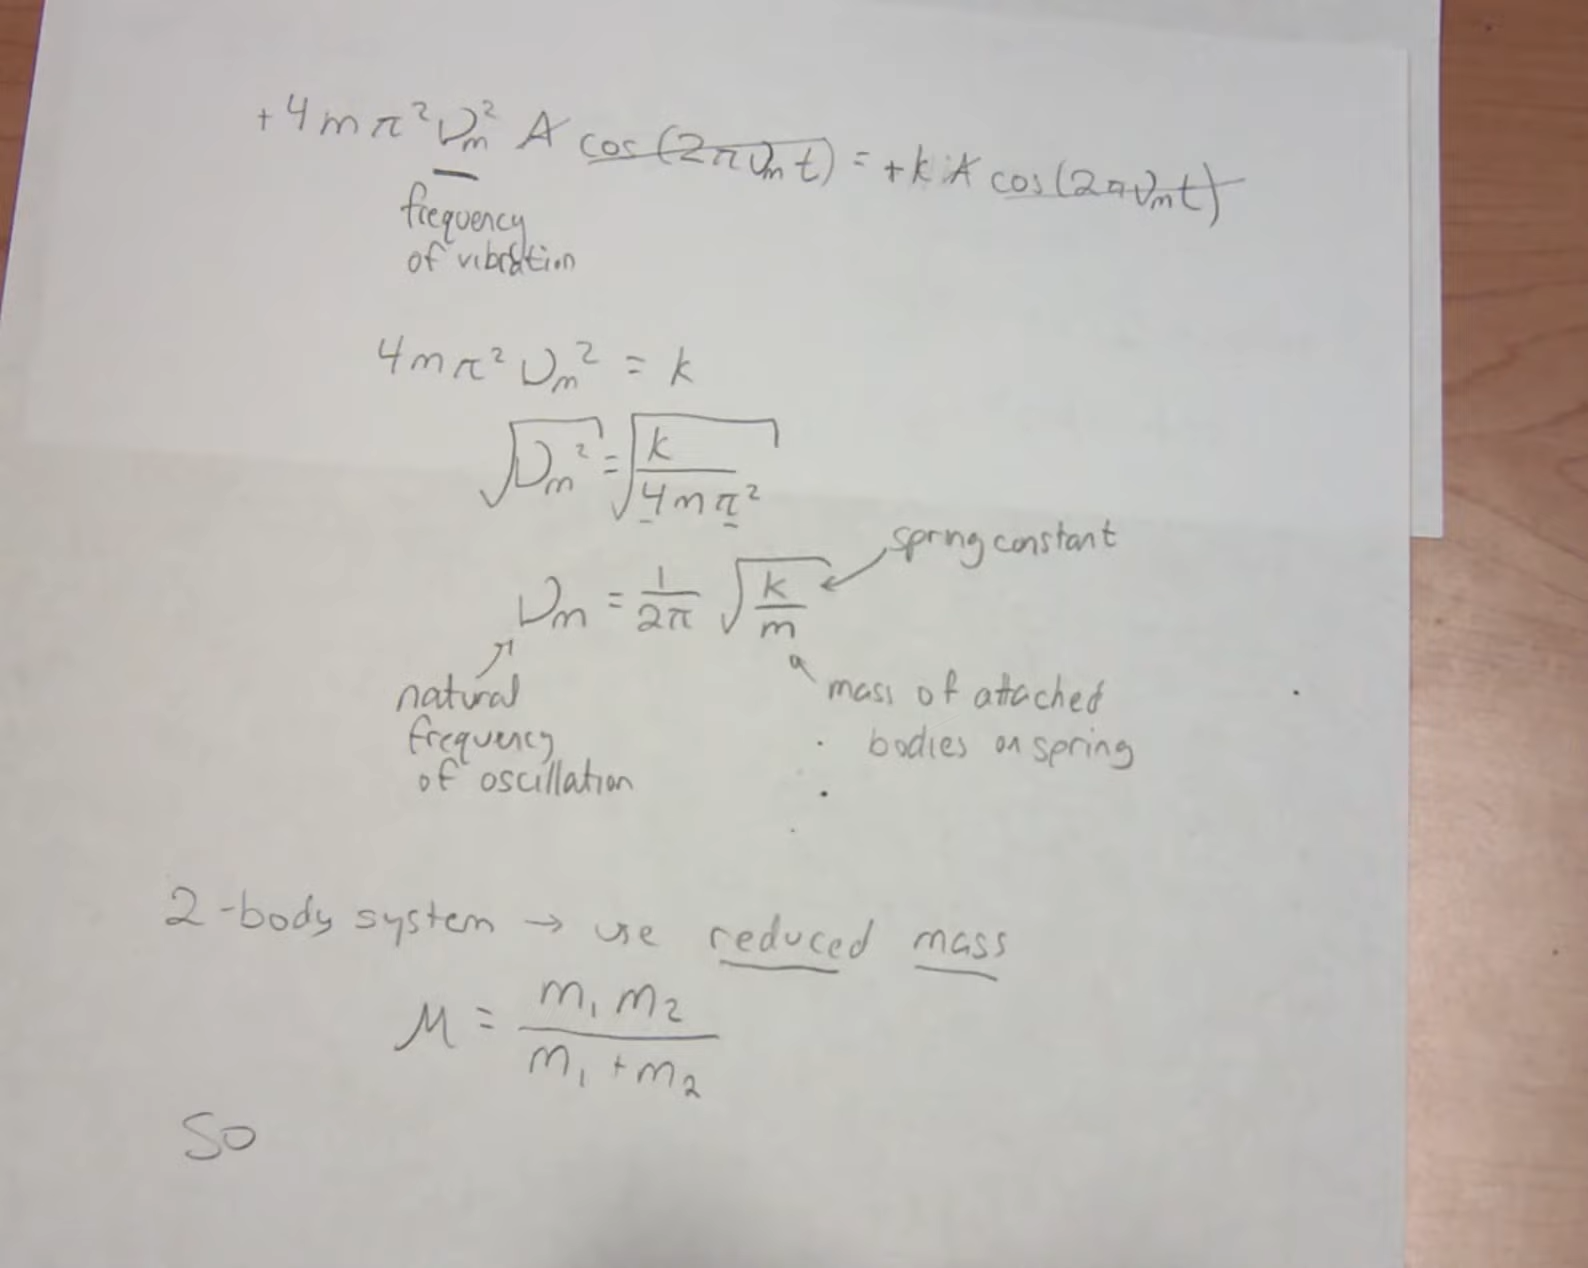 +4mπ²ν_m² A cos(2πν_m t) = +kA cos(2πν_m t)
frequency
of vibration
4mπ²ν_m² = k
√ν_m² = √(k/4mπ²)
spring constant
ν_m = 1/2π √(k/m)
natural
frequency
of oscillation
mass of attached
bodies on spring
2-body system → use reduced mass
μ = m₁m₂/(m₁+m₂)
So